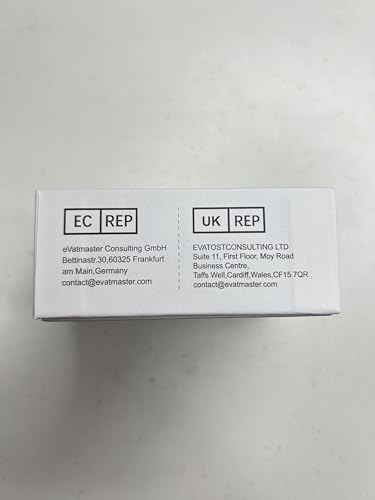 EC REP
eVatmaster Consulting GmbH
Bettinastr.30,60325 Frankfurt
am Main,Germany
contact@evatmaster.com
UK REP
EVATOSTCONSULTING LTD
Suite 11, First Floor, Moy Road
Business Centre,
Taffs Well,Cardiff,Wales,CF15 7QR
contact@evatmaster.com